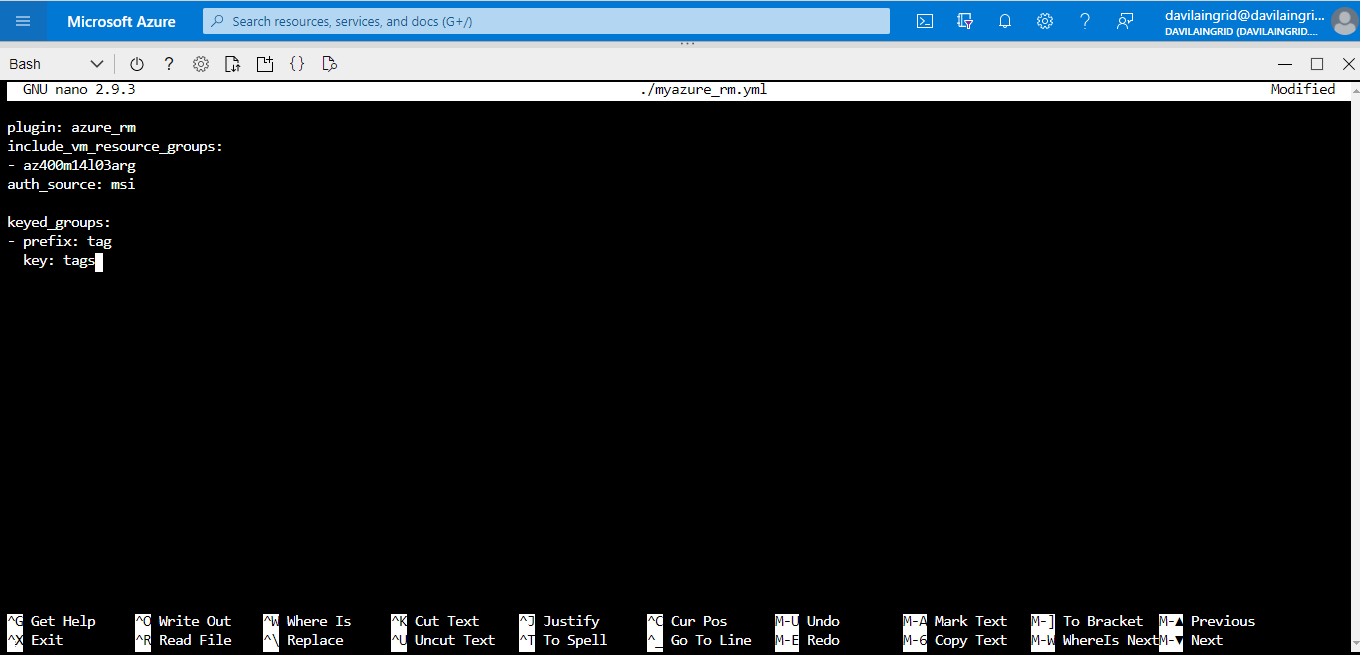 Microsoft Azure
Search resources, services, and docs (G+/)
davilaingrid@davilaingri...
DAVILAINGRID (DAVILAINGRID....
Bash
GNU nano 2.9.3 ./myazure_rm.yml Modified
plugin: azure_rm
include_vm_resource_groups:
- az400m14l03arg
auth_source: msi
keyed_groups:
- prefix: tag
key: tags
^G Get Help ^O Write Out ^W Where Is ^K Cut Text ^J Justify ^C Cur Pos M-U Undo M-A Mark Text M-] To Bracket M-▲ Previous
^X Exit ^R Read File ^\ Replace ^U Uncut Text ^T To Spell ^_ Go To Line M-E Redo M-6 Copy Text M-W WhereIs Next M-▼ Next